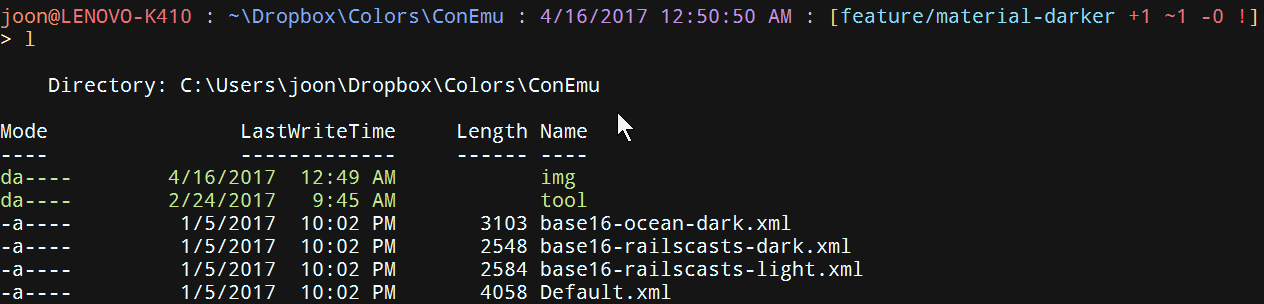 joon@LENOVO-K410 : ~\Dropbox\Colors\ConEmu : 4/16/2017 12:50:50 AM : [feature/material-darker +1 ~1 -0 !]
> l
    Directory: C:\Users\joon\Dropbox\Colors\ConEmu
Mode                LastWriteTime     Length Name
----                -------------     ------ ----
da----        4/16/2017  12:49 AM            img
da----        2/24/2017   9:45 AM            tool
-a----         1/5/2017  10:02 PM       3103 base16-ocean-dark.xml
-a----         1/5/2017  10:02 PM       2548 base16-railscasts-dark.xml
-a----         1/5/2017  10:02 PM       2584 base16-railscasts-light.xml
-a----         1/5/2017  10:02 PM       4058 Default.xml